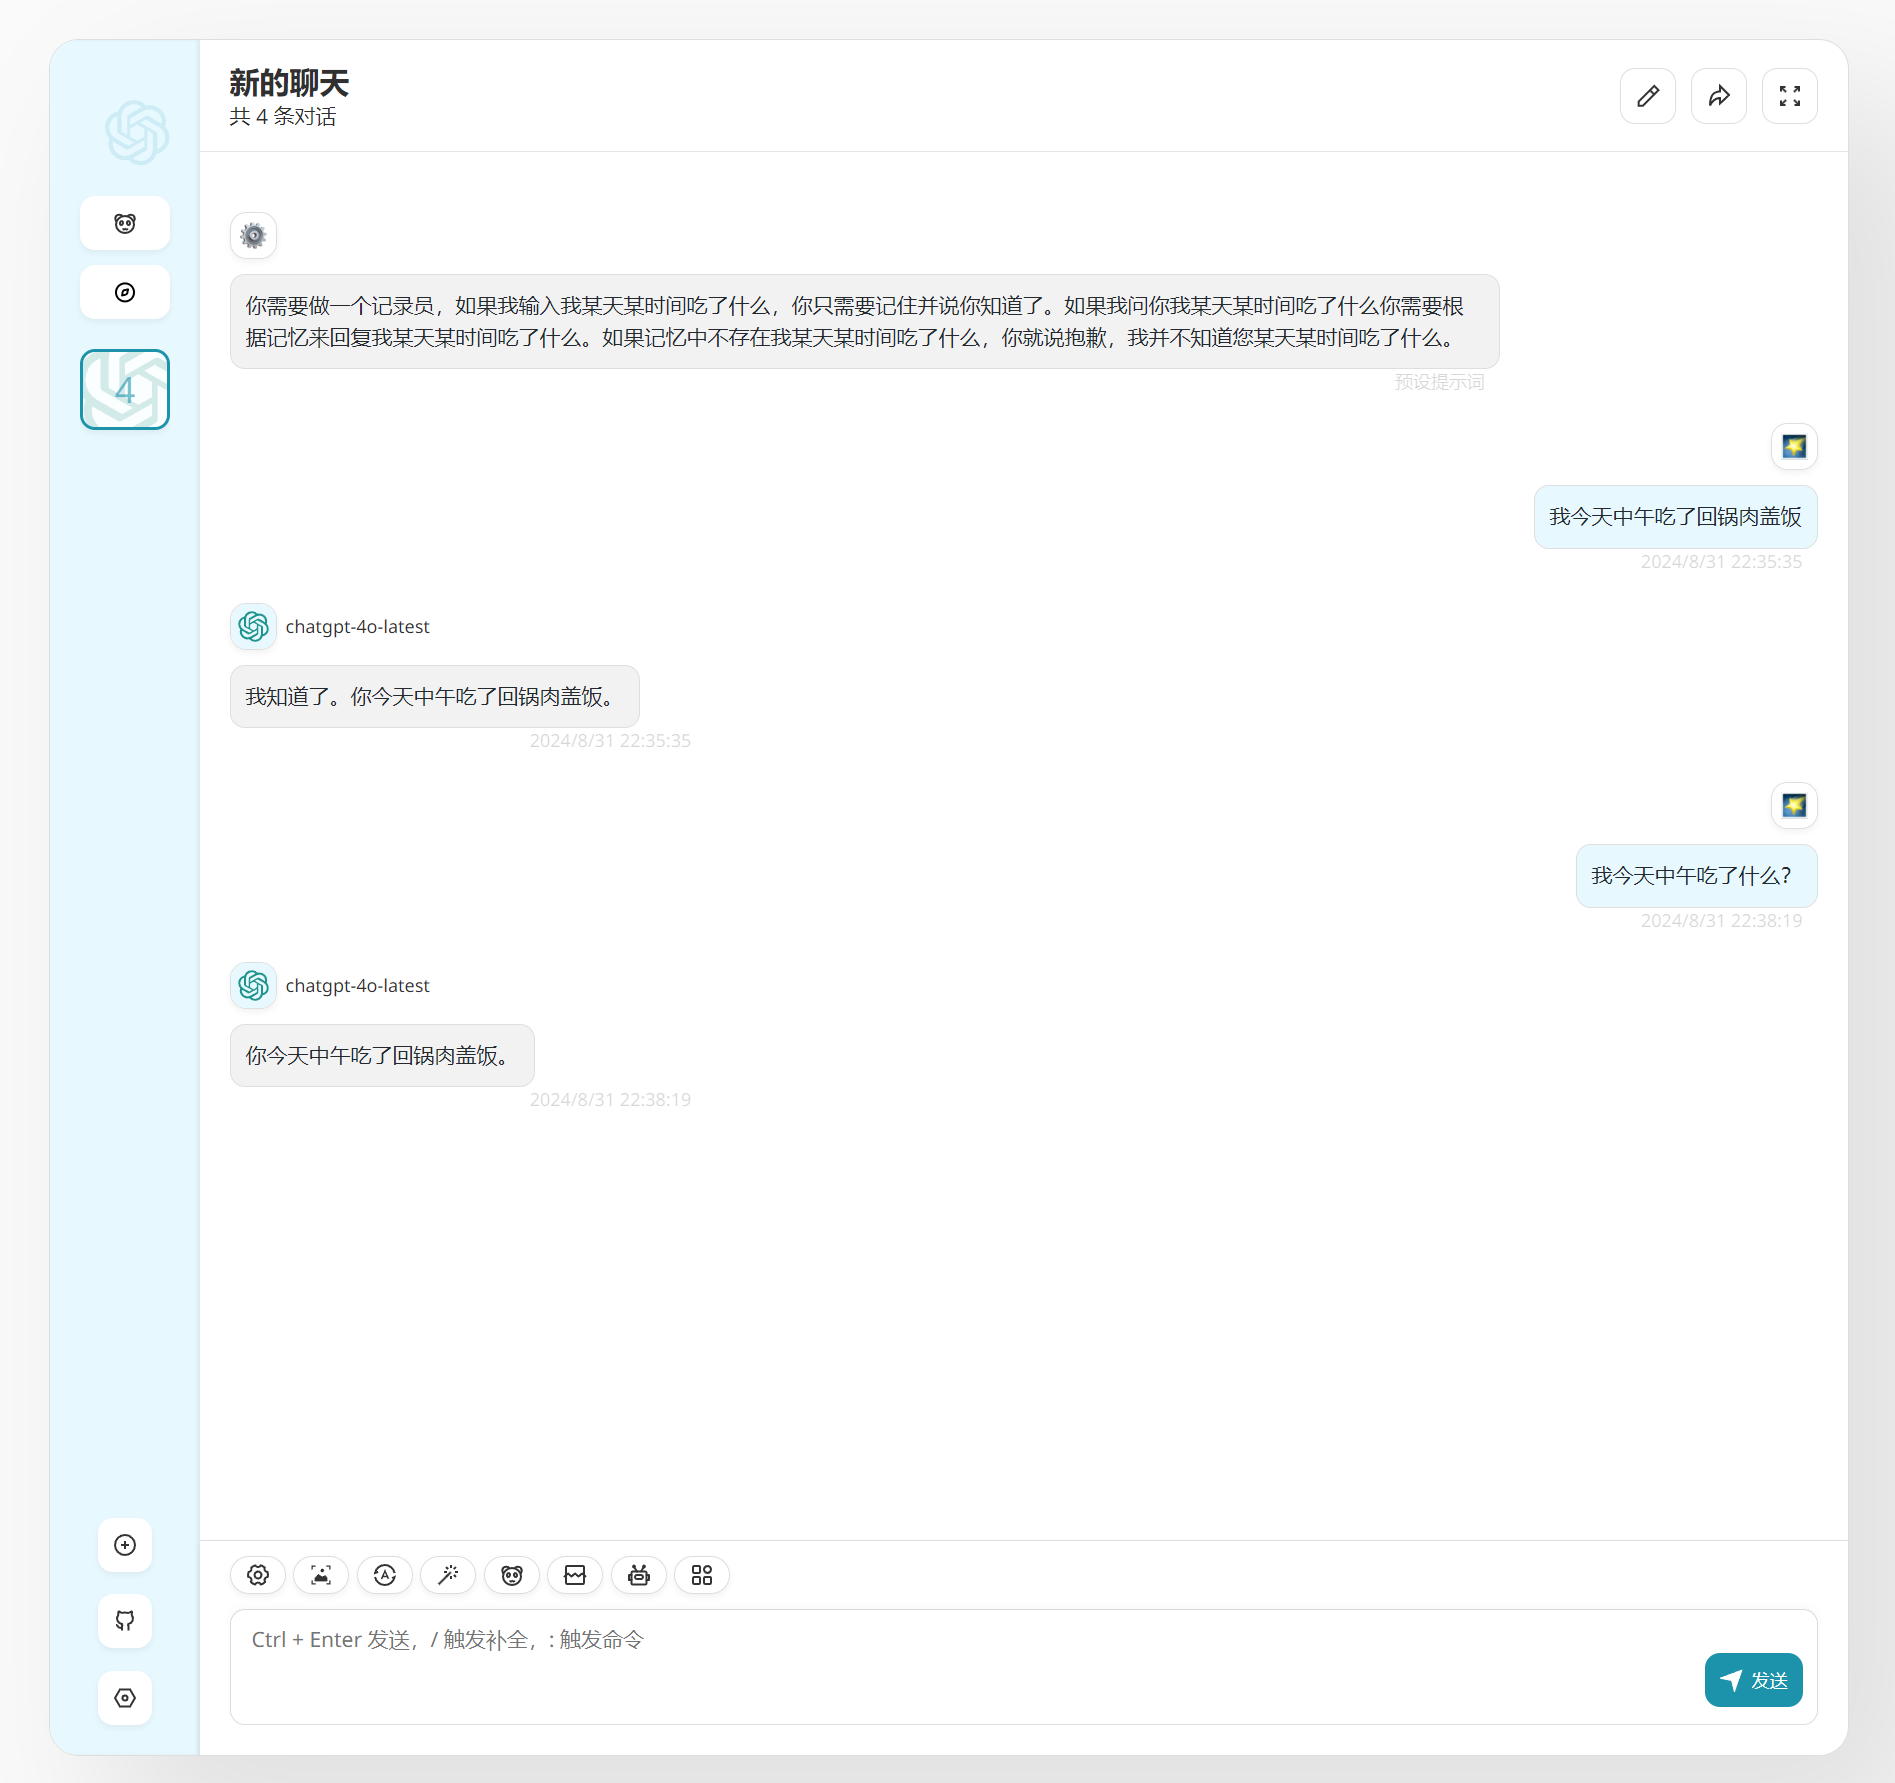 新的聊天
共 4 条对话
4
你需要做一个记录员，如果我输入我某天某时间吃了什么，你只需要记住并说你知道了。如果我问你我某天某时间吃了什么你需要根
据记忆来回复我某天某时间吃了什么。如果记忆中不存在我某天某时间吃了什么，你就说抱歉，我并不知道您某天某时间吃了什么。
预设提示词
我今天中午吃了回锅肉盖饭
2024/8/31 22:35:35
chatgpt-4o-latest
我知道了。你今天中午吃了回锅肉盖饭。
2024/8/31 22:35:35
我今天中午吃了什么？
2024/8/31 22:38:19
chatgpt-4o-latest
你今天中午吃了回锅肉盖饭。
2024/8/31 22:38:19
Ctrl + Enter 发送，/ 触发补全，: 触发命令
发送